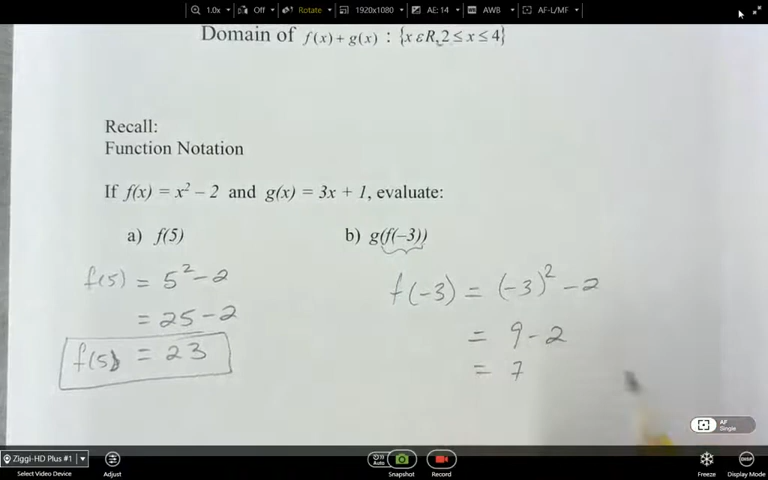 1.0x Off Rotate 1920x1080 AE: 14 AWB AF-L/MF
Domain of f(x) + g(x) : {x ε R, 2 ≤ x ≤ 4}
Recall:
Function Notation
If f(x) = x² – 2 and g(x) = 3x + 1, evaluate:
a) f(5)
f(5) = 5² - 2
= 25 - 2
f(5) = 23
b) g(f(–3))
f(-3) = (-3)² - 2
= 9 - 2
= 7
AF
Single
Ziggi-HD Plus #1
Select Video Device
Adjust
Auto
Snapshot
Record
Freeze
DISP
Display Mode